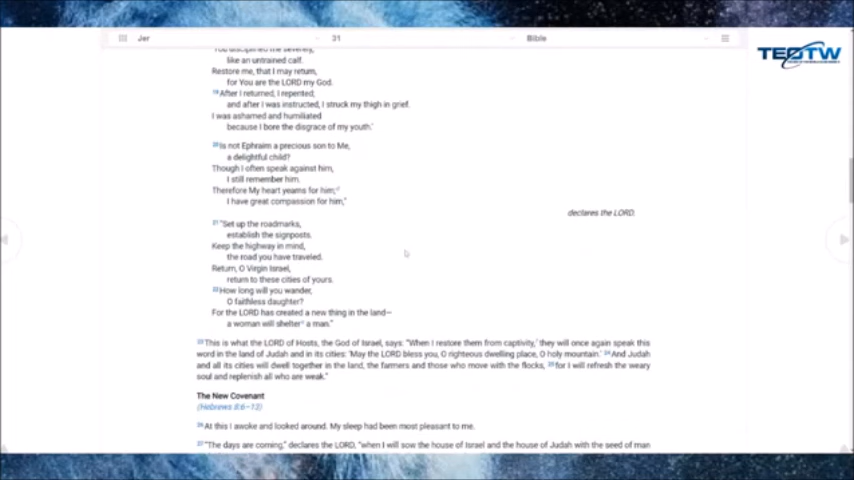 Jer 31 Bible
TEOTW
You disciplined me severely,
like an untrained calf.
Restore me, that I may return,
for You are the LORD my God.
19 After I returned, I repented;
and after I was instructed, I struck my thigh in grief.
I was ashamed and humiliated
because I bore the disgrace of my youth.'
20 Is not Ephraim a precious son to Me,
a delightful child?
Though I often speak against him,
I still remember him.
Therefore My heart yearns for him;
I have great compassion for him,"
declares the LORD.
21 "Set up the roadmarks,
establish the signposts.
Keep the highway in mind,
the road you have traveled.
Return, O Virgin Israel,
return to these cities of yours.
22 How long will you wander,
O faithless daughter?
For the LORD has created a new thing in the land—
a woman will shelter a man."
23 This is what the LORD of Hosts, the God of Israel, says: "When I restore them from captivity, they will once again speak this
word in the land of Judah and in its cities: 'May the LORD bless you, O righteous dwelling place, O holy mountain.' 24 And Judah
and all its cities will dwell together in the land, the farmers and those who move with the flocks, 25 for I will refresh the weary
soul and replenish all who are weak."
The New Covenant
(Hebrews 8:6–13)
26 At this I awoke and looked around. My sleep had been most pleasant to me.
27 "The days are coming," declares the LORD, "when I will sow the house of Israel and the house of Judah with the seed of man